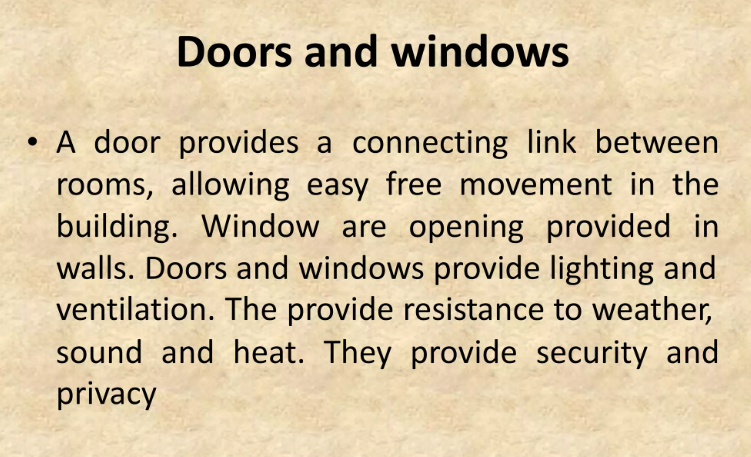 Doors and windows
• A door provides a connecting link between
rooms, allowing easy free movement in the
building. Window are opening provided in
walls. Doors and windows provide lighting and
ventilation. The provide resistance to weather,
sound and heat. They provide security and
privacy